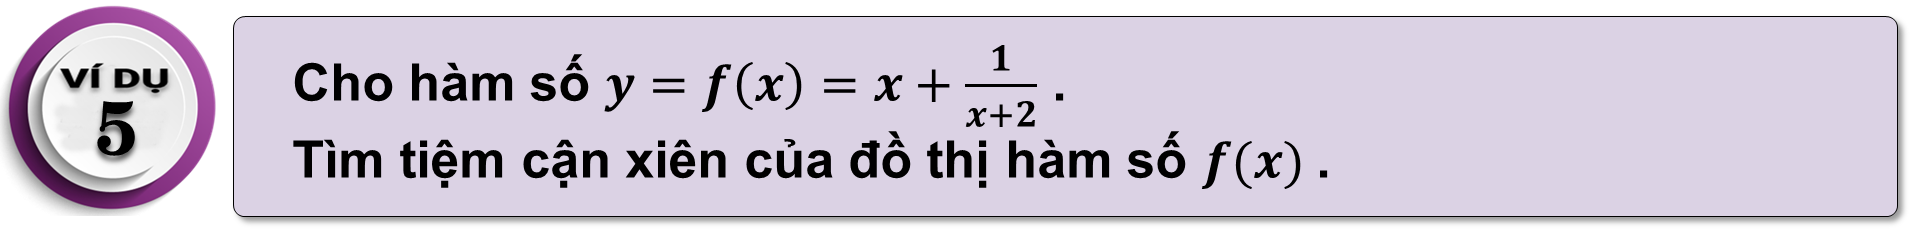 VÍ DỤ
5
Cho hàm số y = f(x) = x + 1/(x+2) .
Tìm tiệm cận xiên của đồ thị hàm số f(x) .